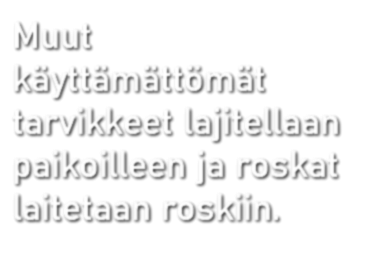 Muut
käyttämättömät
tarvikkeet lajitellaan
paikoilleen ja roskat
laitetaan roskiin.